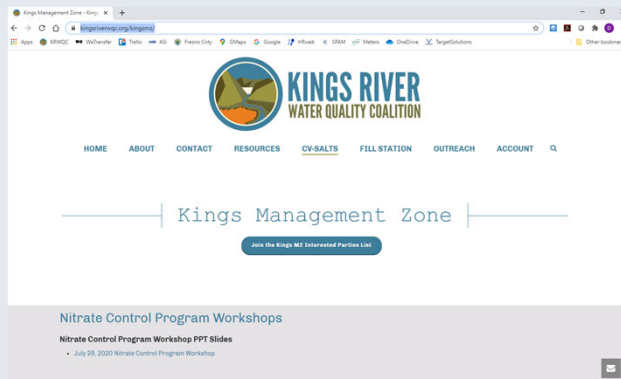 Kings Management Zone - Kings
kingsriverwqc.org/kingsmz/
Apps KRWQC WeTransfer Trello ASi Fresno Cnty GMaps Google HRweb SPAM Meters OneDrive TargetSolutions Other bookmar
KINGS RIVER
WATER QUALITY COALITION
HOME ABOUT CONTACT RESOURCES CV-SALTS FILL STATION OUTREACH ACCOUNT
Kings Management Zone
Join the Kings MZ Interested Parties List
Nitrate Control Program Workshops
Nitrate Control Program Workshop PPT Slides
• July 28, 2020 Nitrate Control Program Workshop